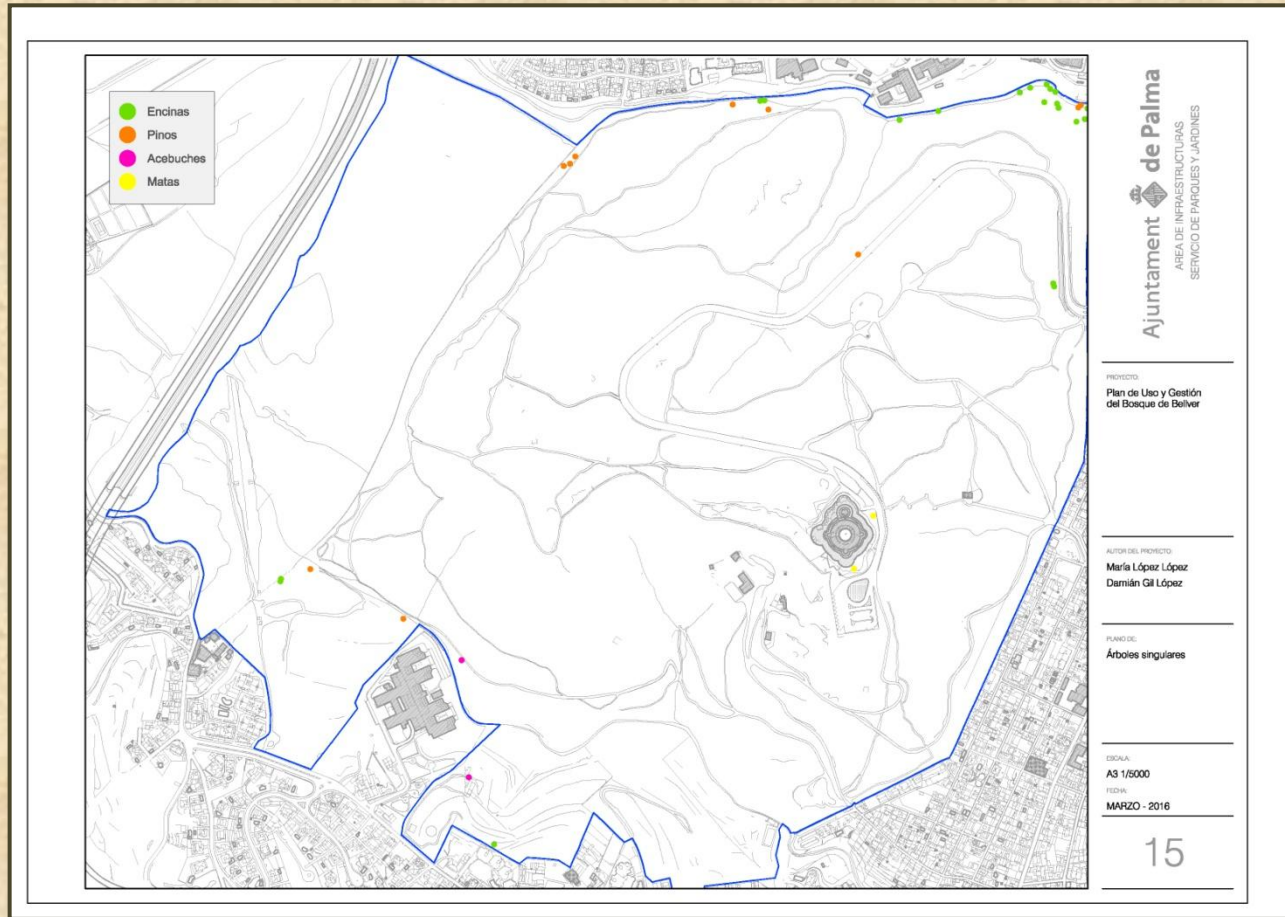 Encinas
Pinos
Acebuches
Matas
Ajuntament de Palma
AREA DE INFRAESTRUCTURAS
SERVICIO DE PARQUES Y JARDINES
PROYECTO:
Plan de Uso y Gestión
del Bosque de Bellver
AUTOR DEL PROYECTO:
María López López
Damián Gil López
PLANO DE:
Árboles singulares
ESCALA:
A3 1/5000
FECHA:
MARZO - 2016
15